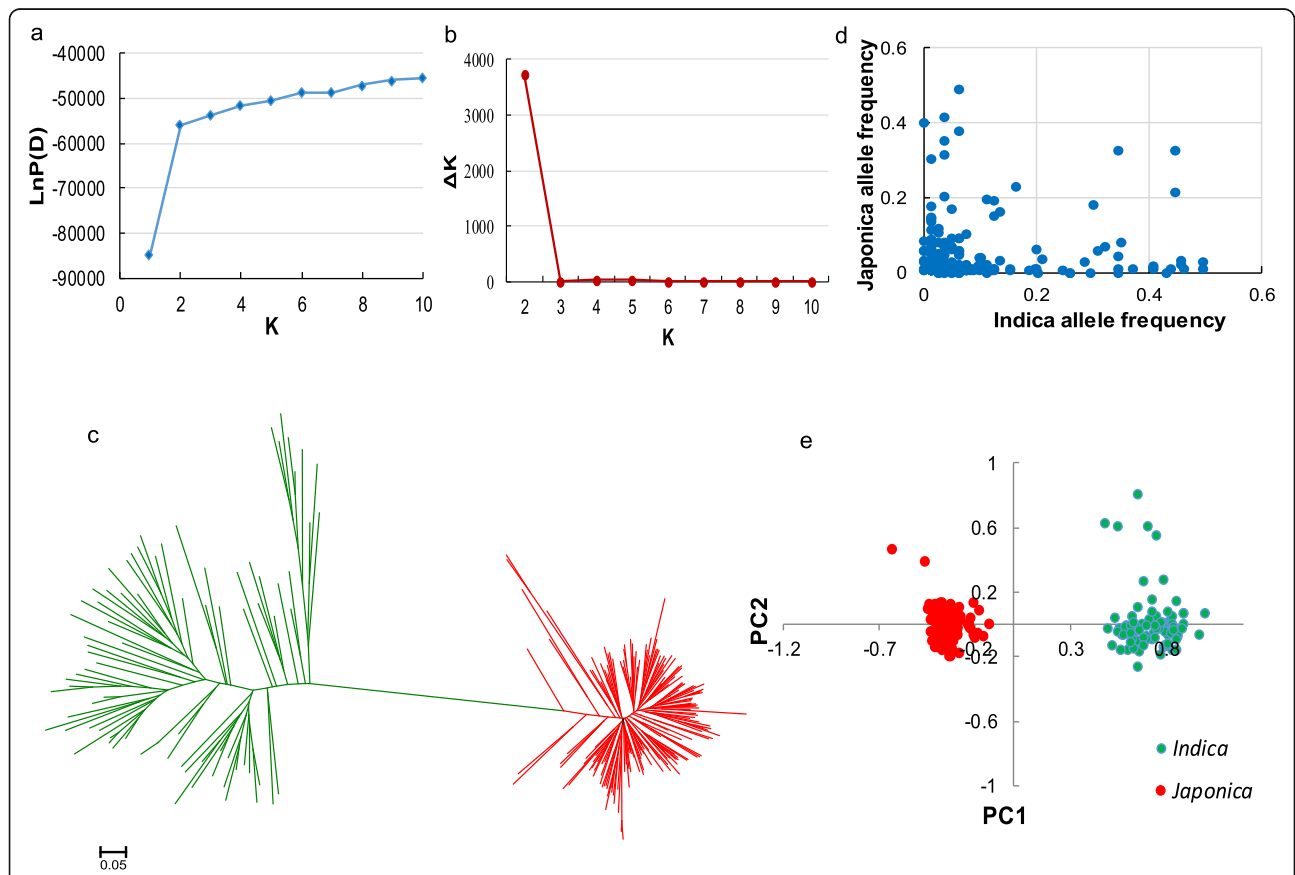 a
LnP(D)
-40000
-50000
-60000
-70000
-80000
-90000
0 2 4 6 8 10
K
b
ΔK
4000
3000
2000
1000
0
2 3 4 5 6 7 8 9 10
K
d
Japonica allele frequency
0.6
0.4
0.2
0
0 0.2 0.4 0.6
Indica allele frequency
c
0.05
e
PC2
1
0.6
0.2
-0.2
-0.6
-1
-1.2 -0.7 -0.2 0.3 0.8
Indica
Japonica
PC1